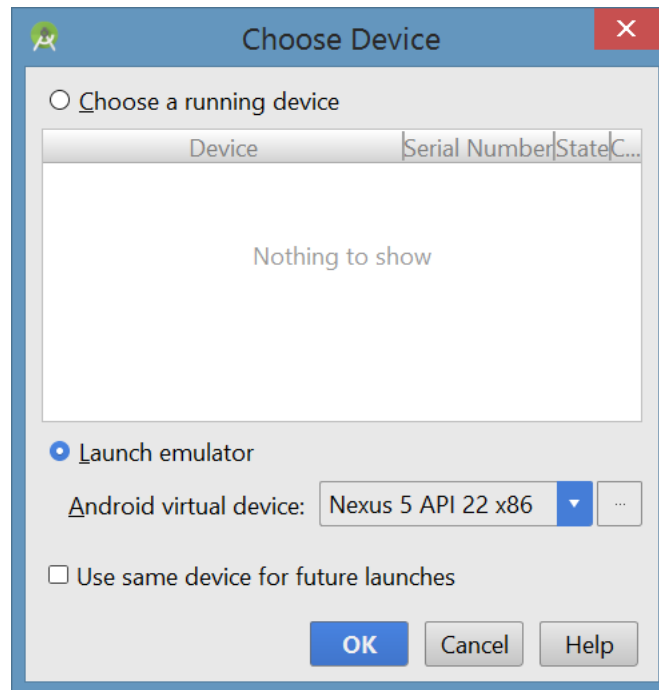 Choose Device
Choose a running device
Device Serial Number State C...
Nothing to show
Launch emulator
Android virtual device: Nexus 5 API 22 x86 ...
Use same device for future launches
OK Cancel Help